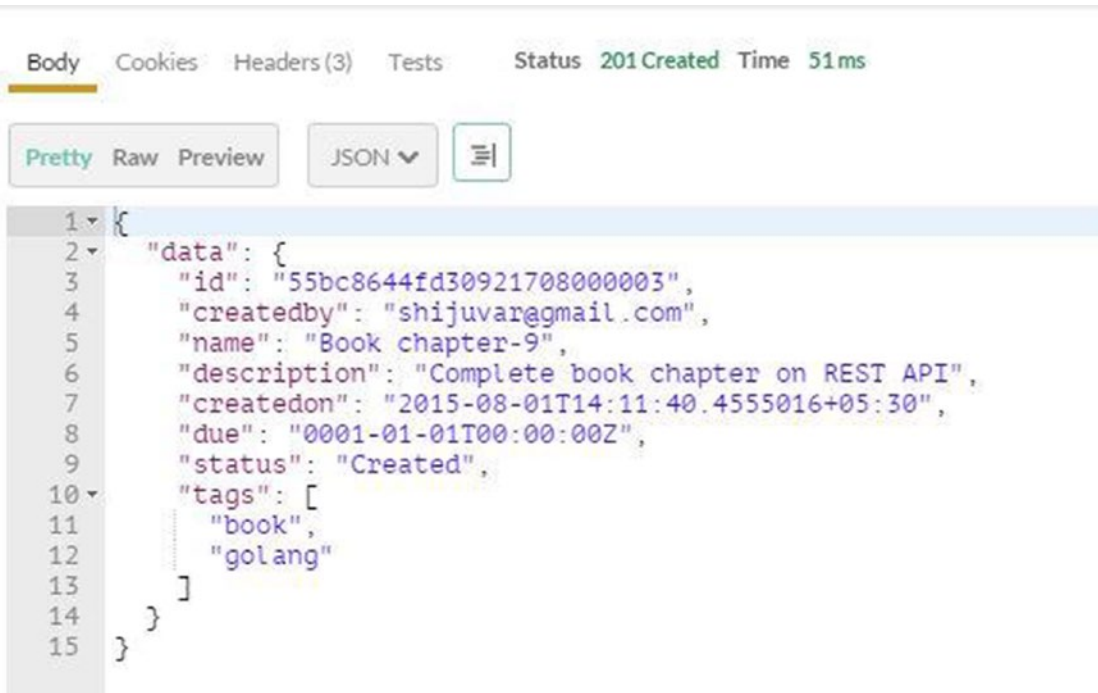 Body Cookies Headers (3) Tests Status 201 Created Time 51 ms
Pretty Raw Preview JSON
1 {
2 "data": {
3 "id": "55bc8644fd30921708000003",
4 "createdby": "shijuvar@gmail.com",
5 "name": "Book chapter-9",
6 "description": "Complete book chapter on REST API",
7 "createdon": "2015-08-01T14:11:40.4555016+05:30",
8 "due": "0001-01-01T00:00:00Z",
9 "status": "Created",
10 "tags": [
11 "book",
12 "golang"
13 ]
14 }
15 }